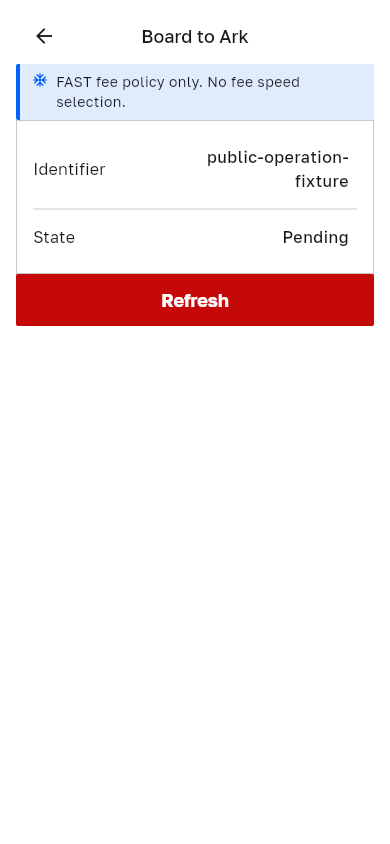 Board to Ark
FAST fee policy only. No fee speed
selection.
Identifier
public-operation-
fixture
State
Pending
Refresh